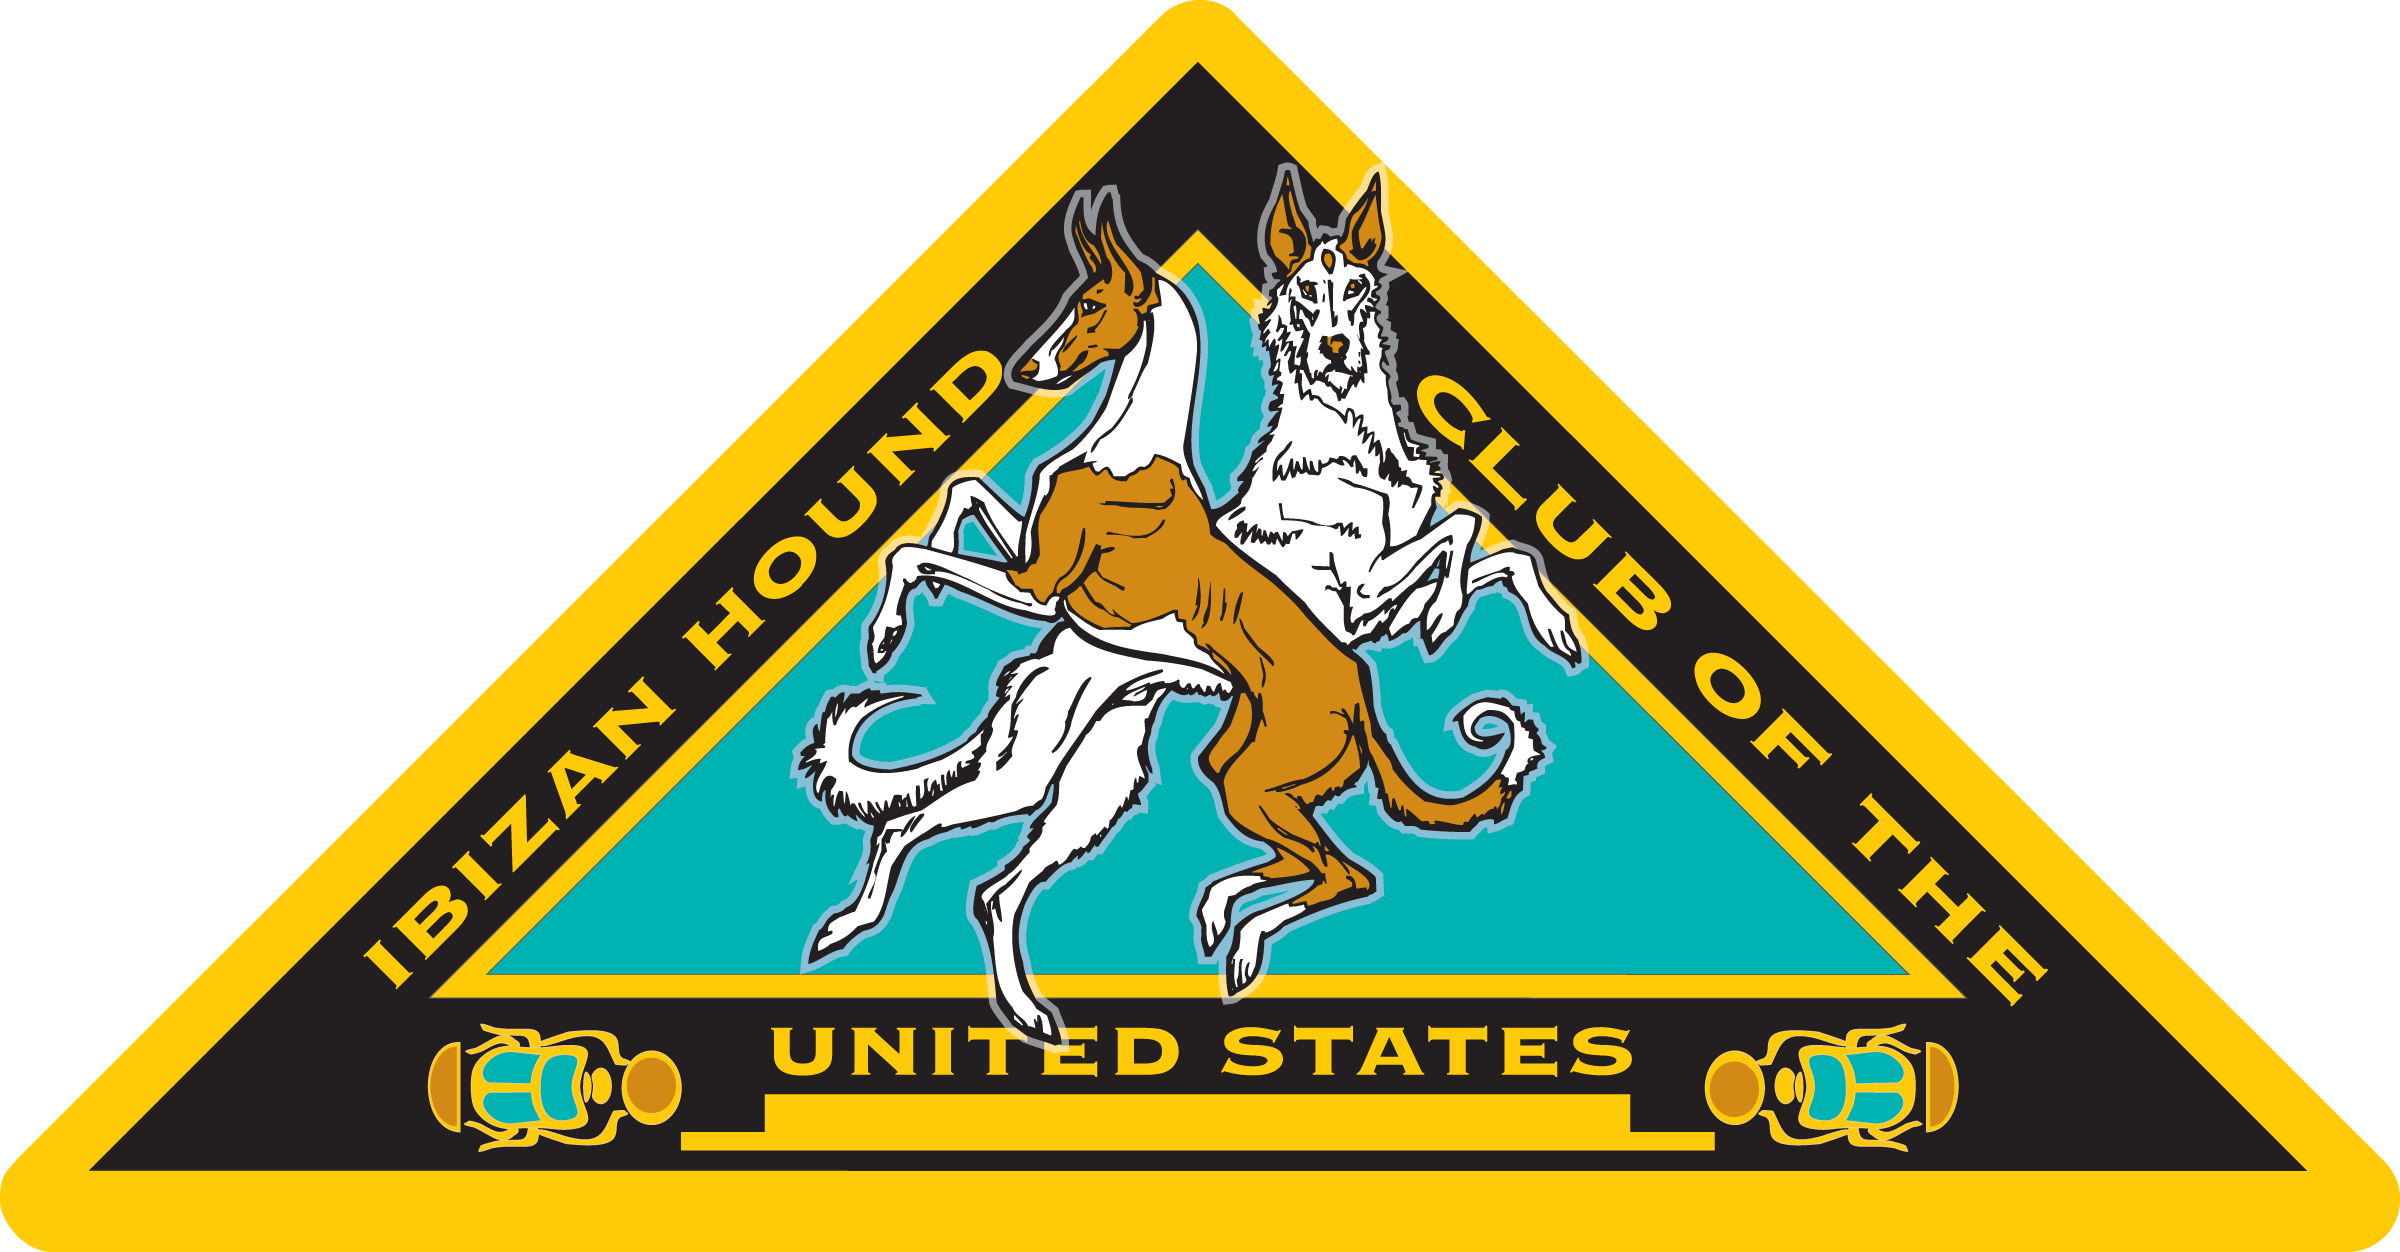 IBIZAN HOUND
CLUB OF THE
UNITED STATES